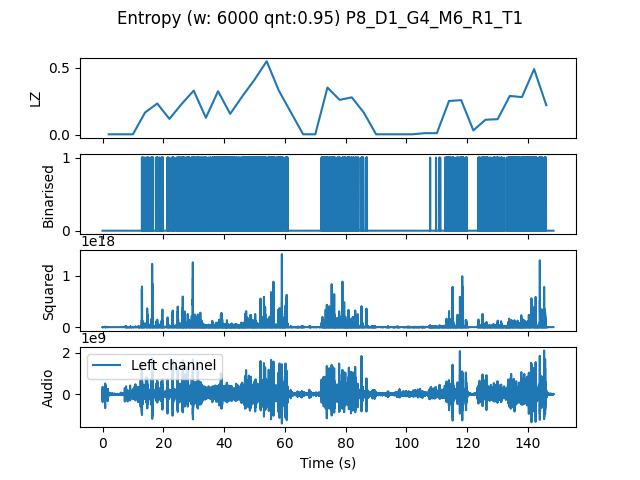 Entropy (w: 6000 qnt:0.95) P8_D1_G4_M6_R1_T1
0.5
0.0
LZ
1
0
Binarised
1e18
1
0
Squared
1e9
2
0
Audio
Left channel
0 20 40 60 80 100 120 140
Time (s)